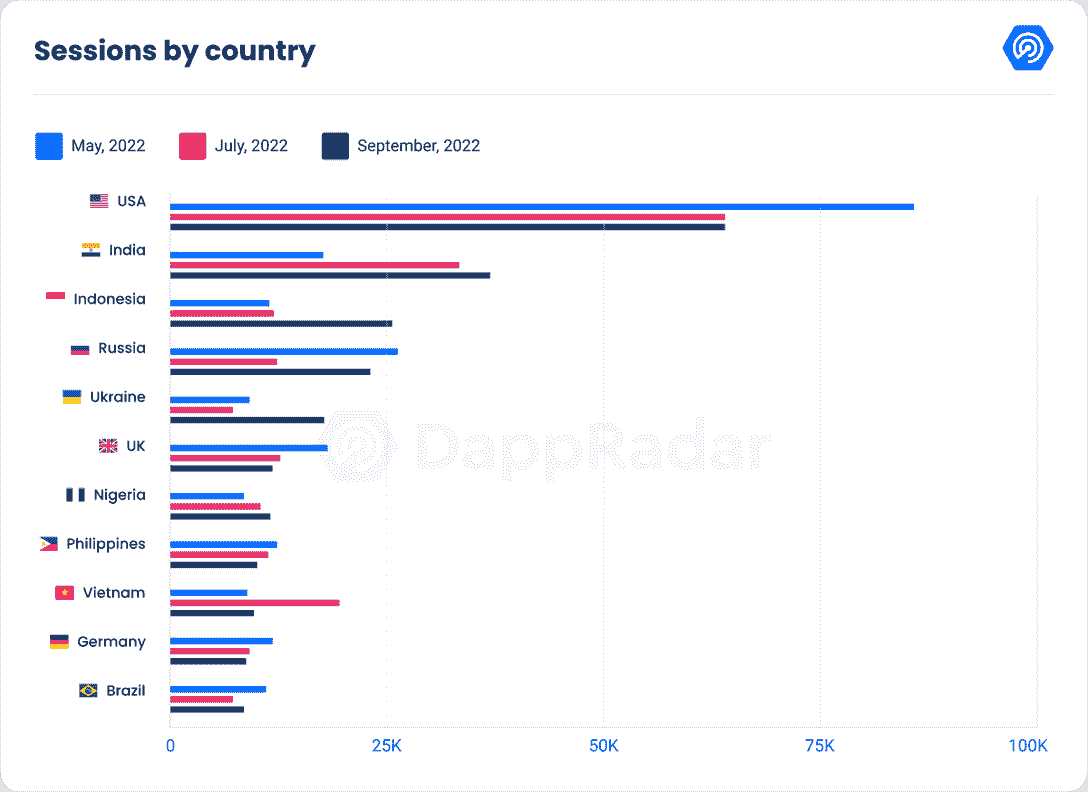 Sessions by country
May, 2022
July, 2022
September, 2022
USA
India
Indonesia
Russia
Ukraine
UK
Nigeria
Philippines
Vietnam
Germany
Brazil
DappRadar
0 25K 50K 75K 100K